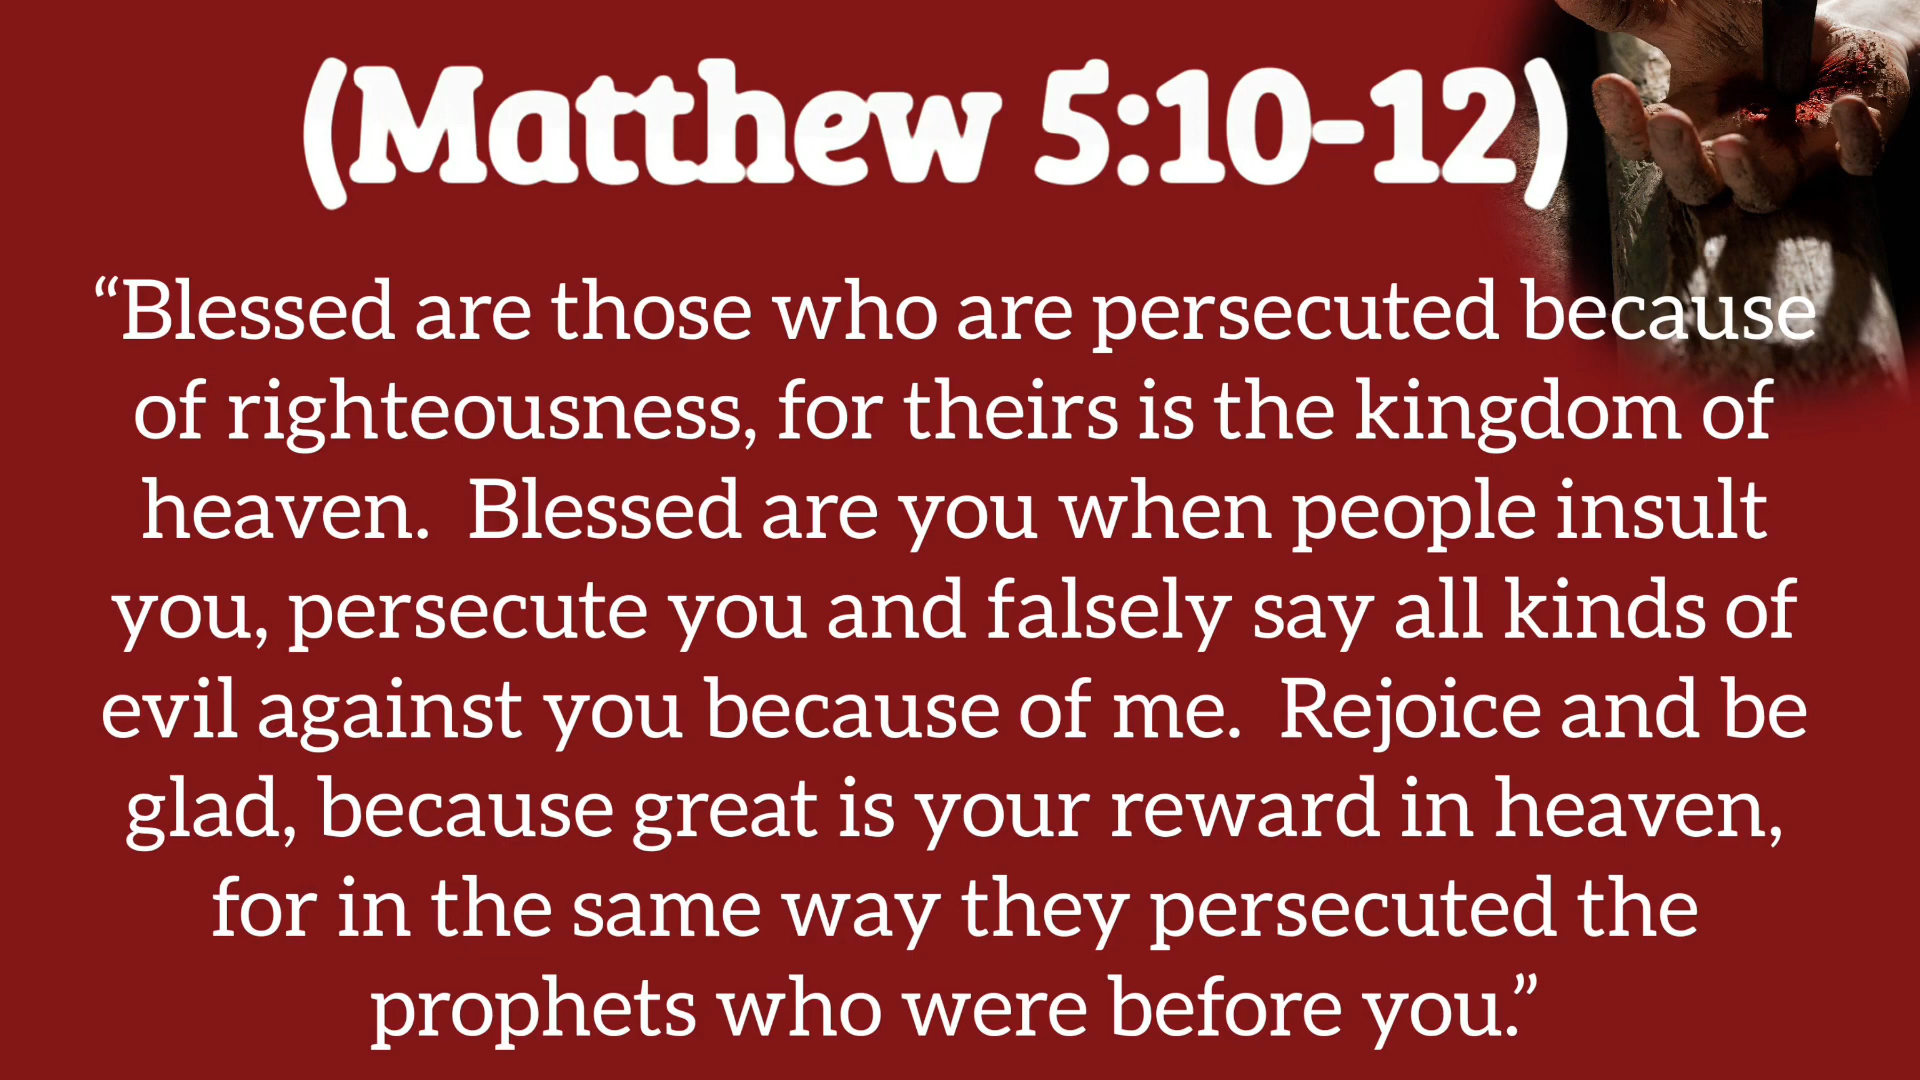 (Matthew 5:10-12)
“Blessed are those who are persecuted because
of righteousness, for theirs is the kingdom of
heaven.  Blessed are you when people insult
you, persecute you and falsely say all kinds of
evil against you because of me.  Rejoice and be
glad, because great is your reward in heaven,
for in the same way they persecuted the
prophets who were before you.”